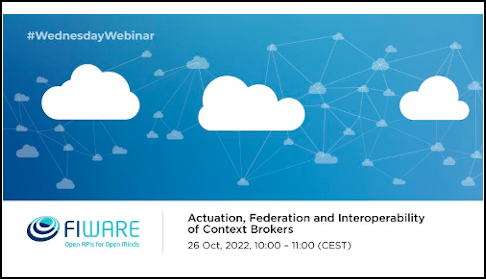 #WednesdayWebinar
FIWARE
Open APIs for Open Minds
Actuation, Federation and Interoperability
of Context Brokers
26 Oct, 2022, 10:00 – 11:00 (CEST)